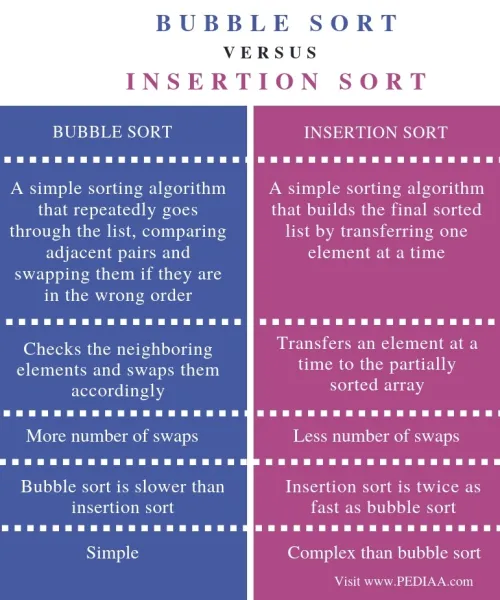 BUBBLE SORT
VERSUS
INSERTION SORT
BUBBLE SORT
A simple sorting algorithm
that repeatedly goes
through the list, comparing
adjacent pairs and
swapping them if they are
in the wrong order
Checks the neighboring
elements and swaps them
accordingly
More number of swaps
Bubble sort is slower than
insertion sort
Simple
INSERTION SORT
A simple sorting algorithm
that builds the final sorted
list by transferring one
element at a time
Transfers an element at a
time to the partially
sorted array
Less number of swaps
Insertion sort is twice as
fast as bubble sort
Complex than bubble sort
Visit www.PEDIAA.com